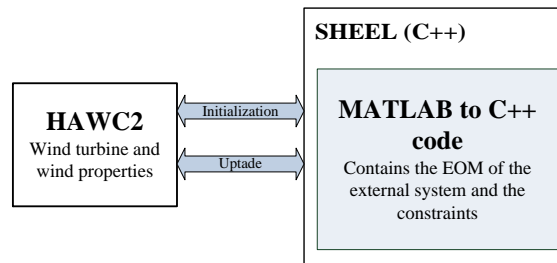 SHEEL (C++)
HAWC2
Wind turbine and
wind properties
Initialization
Uptade
MATLAB to C++
code
Contains the EOM of the
external system and the
constraints